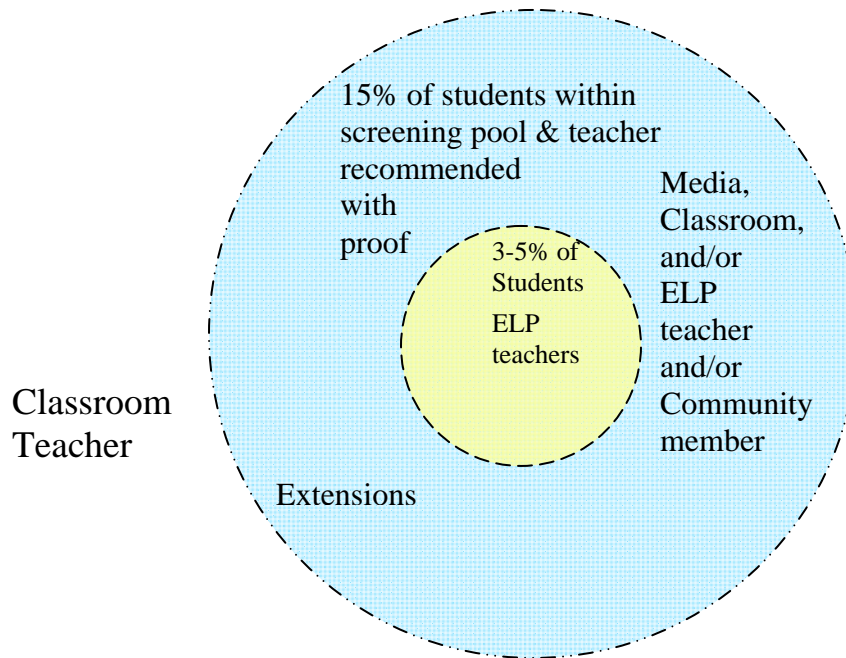 15% of students within
screening pool & teacher
recommended
with
proof
Media,
Classroom,
and/or
ELP
teacher
and/or
Community
member
3-5% of
Students
ELP
teachers
Classroom
Teacher
Extensions